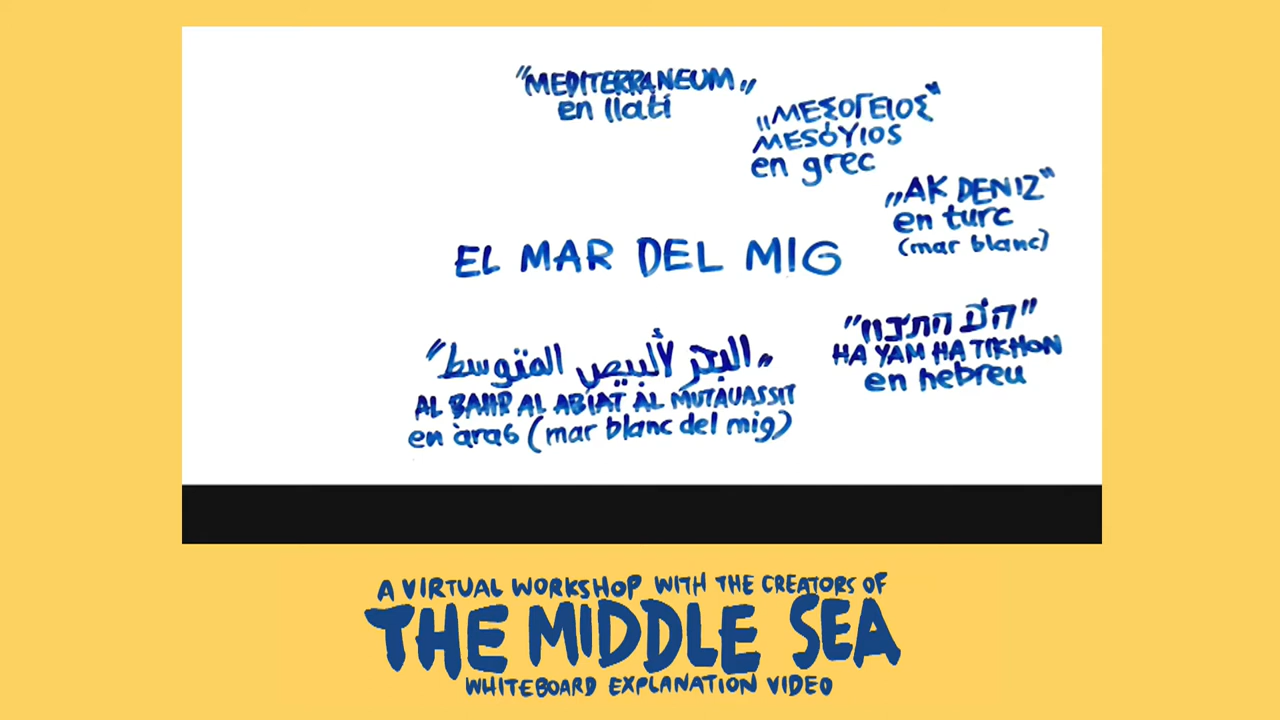 "MEDITERRANEUM"
en llatí
"ΜΕΣΟΓΕΙΟΣ"
MESÓYIOS
en grec
"AK DENIZ"
en turc
(mar blanc)
EL MAR DEL MIG
"הים התיכון"
HA YAM HA TIKHON
en hebreu
"البحر الأبيض المتوسط"
AL BAHR AL ABIAT AL MUTAUASSIT
en àrab (mar blanc del mig)
A VIRTUAL WORKSHOP WITH THE CREATORS OF
THE MIDDLE SEA
WHITEBOARD EXPLANATION VIDEO